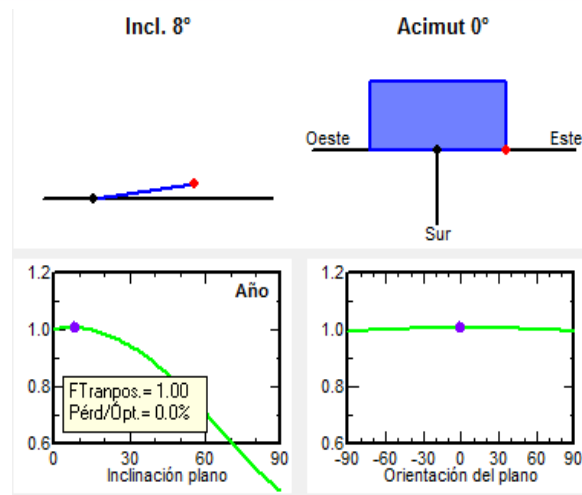 Incl. 8° Acimut 0°
Oeste Este
Sur
1.2 Año 1.2
1.0 1.0
0.8 0.8
FTranpos.= 1.00
Pérd/Ópt.= 0.0%
0.6 0.6
0 30 60 90 -90 -60 -30 0 30 60 90
Inclinación plano Orientación del plano